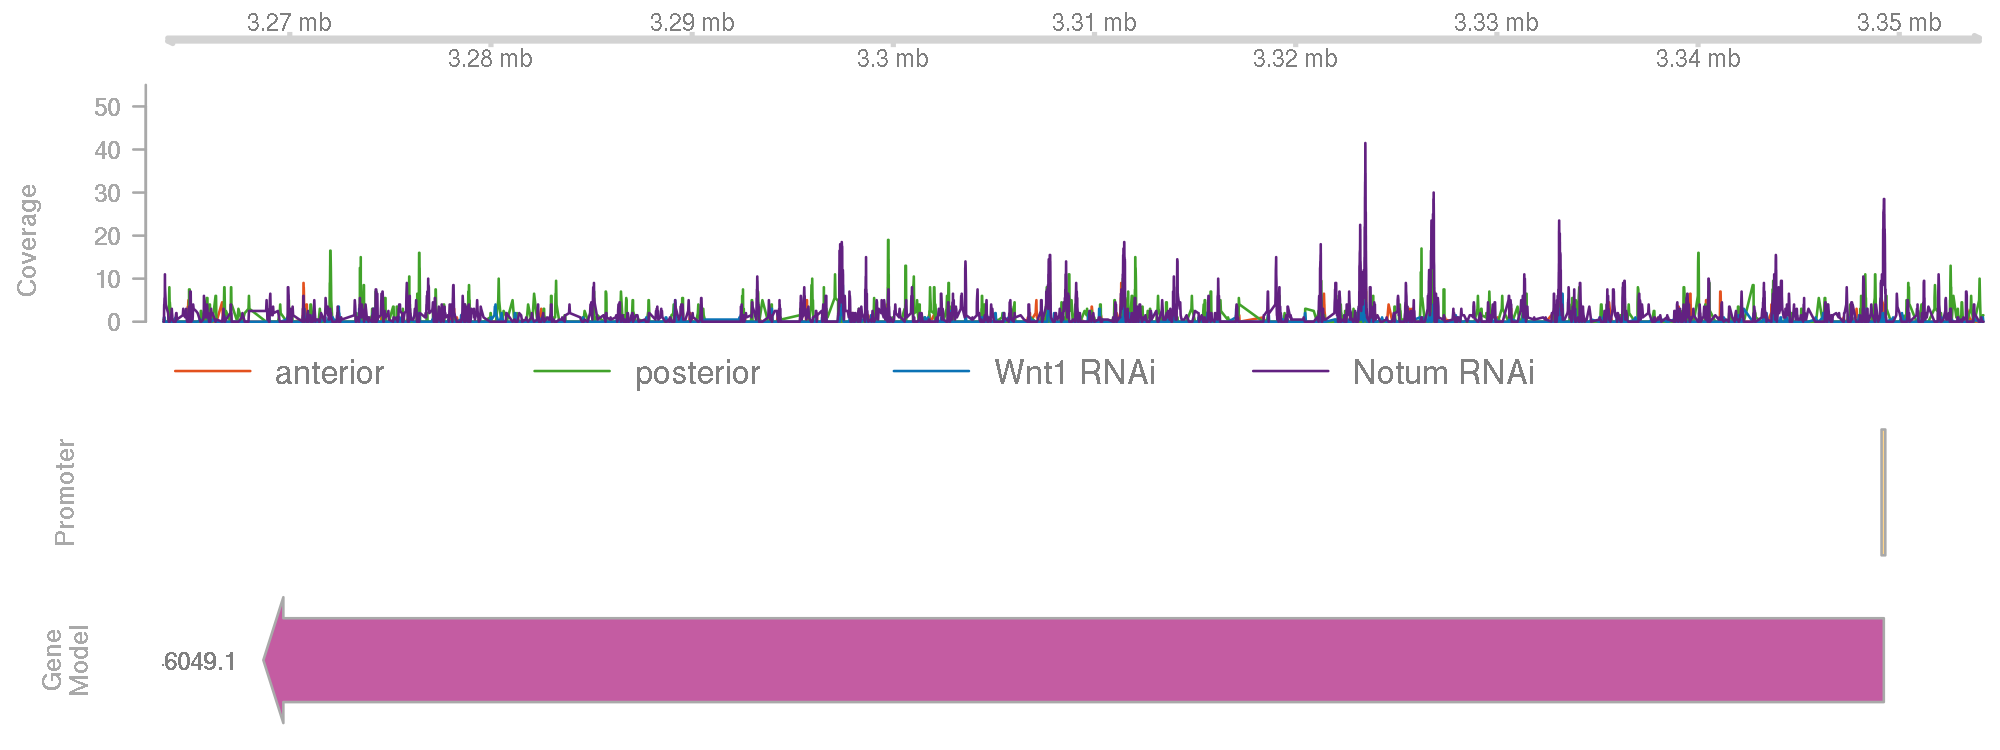 3.27 mb 3.29 mb 3.31 mb 3.33 mb 3.35 mb
3.28 mb 3.3 mb 3.32 mb 3.34 mb
Coverage
50
40
30
20
10
0
anterior posterior Wnt1 RNAi Notum RNAi
Promoter
Gene
Model
6049.1